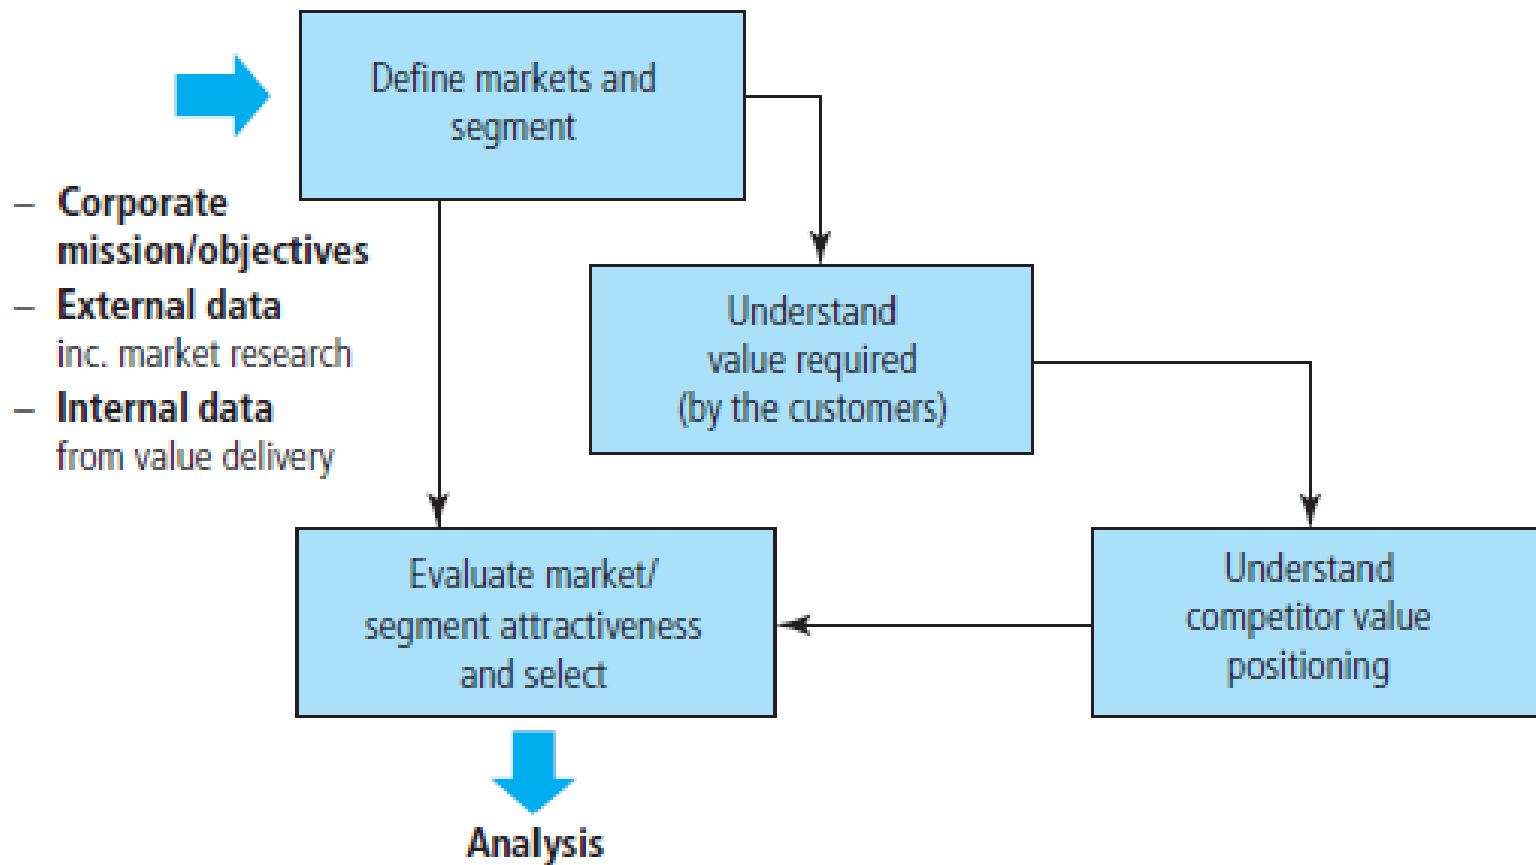 Define markets and
segment
– Corporate
mission/objectives
– External data
inc. market research
– Internal data
from value delivery
Understand
value required
(by the customers)
Evaluate market/
segment attractiveness
and select
Understand
competitor value
positioning
Analysis